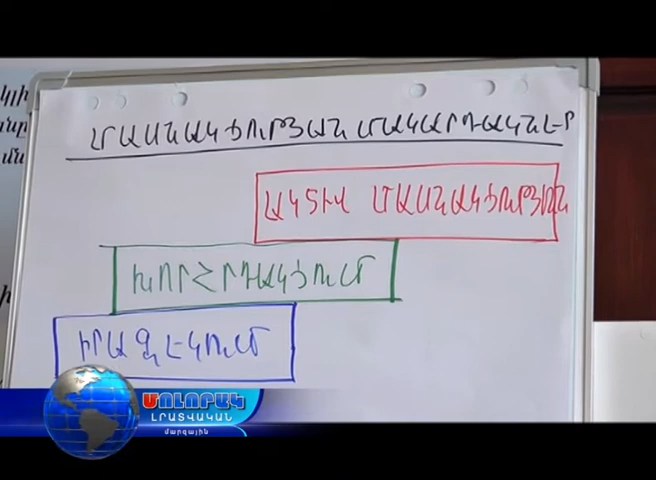 ՄԱՍՆԱԿՑՈՒԹՅԱՆ ՄԱԿԱՐԴԱԿՆԵՐ
ԱԿՏԻՎ ՄԱՍՆԱԿՑՈՒԹՅՈՒՆ
ԽՈՐՀՐԴԱԿՑՈՒՄ
ԻՐԱԶԵԿՈՒՄ
ՄՈԼՈՐԱԿ
ԼՐԱՏՎԱԿԱՆ
մարզային